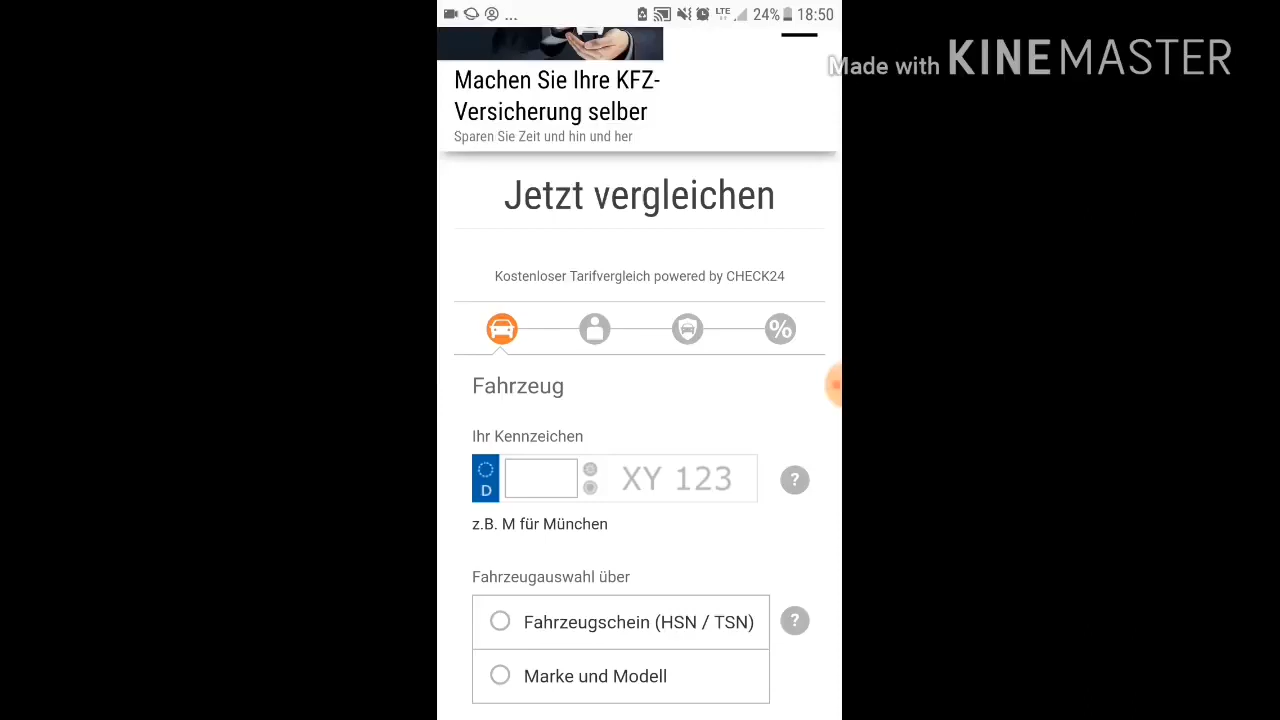 ... LTE 24% 18:50
Made with KINEMASTER
Machen Sie Ihre KFZ-
Versicherung selber
Sparen Sie Zeit und hin und her
Jetzt vergleichen
Kostenloser Tarifvergleich powered by CHECK24
%
Fahrzeug
Ihr Kennzeichen
D XY 123 ?
z.B. M für München
Fahrzeugauswahl über
Fahrzeugschein (HSN / TSN) ?
Marke und Modell